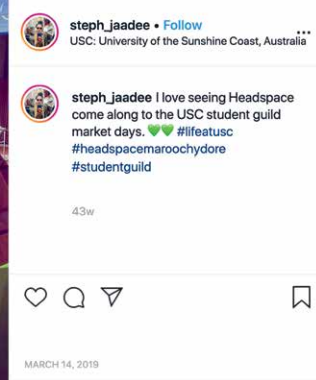 steph_jaadee • Follow
USC: University of the Sunshine Coast, Australia
steph_jaadee I love seeing Headspace
come along to the USC student guild
market days. 💚💚 #lifeatusc
#headspacemaroochydore
#studentguild
43w
MARCH 14, 2019